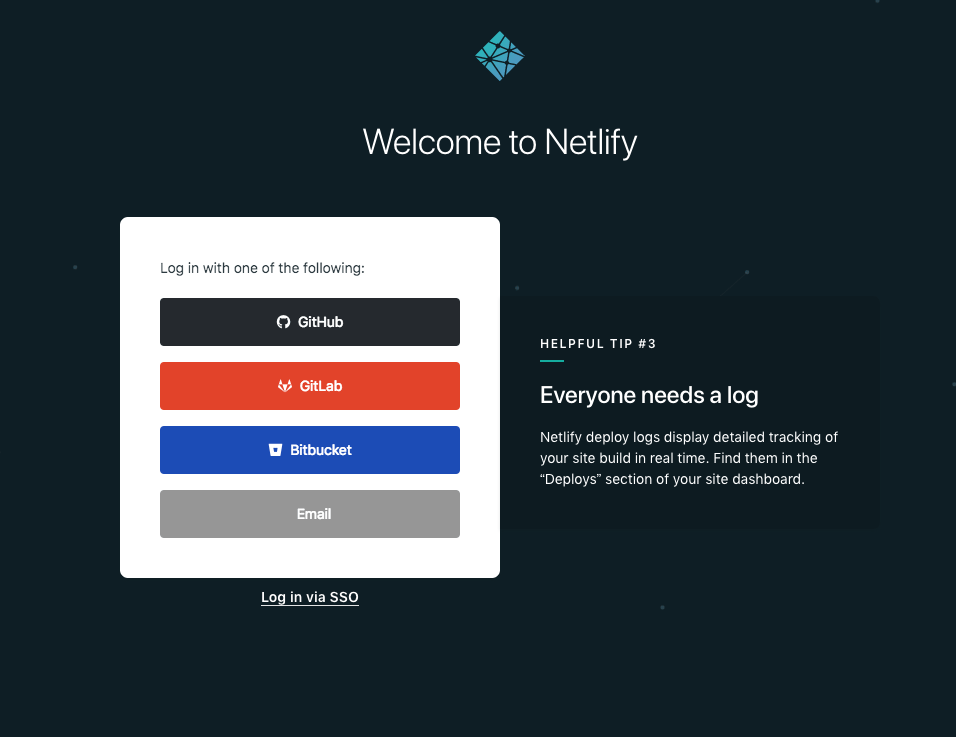 Welcome to Netlify
Log in with one of the following:
GitHub
GitLab
Bitbucket
Email
Log in via SSO
HELPFUL TIP #3
Everyone needs a log
Netlify deploy logs display detailed tracking of
your site build in real time. Find them in the
“Deploys” section of your site dashboard.